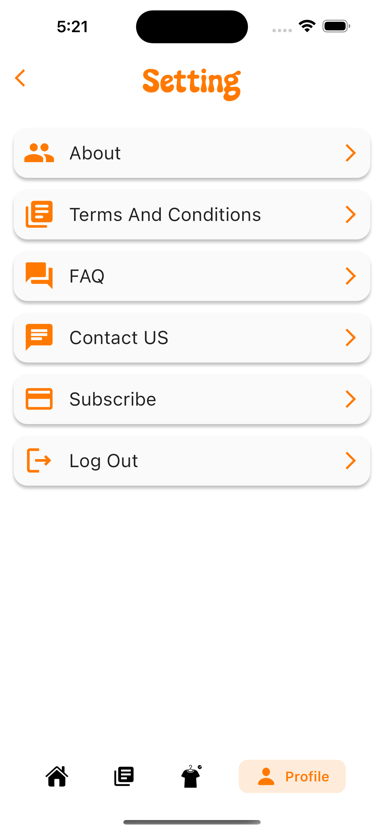 5:21
Setting
About
Terms And Conditions
FAQ
Contact US
Subscribe
Log Out
Profile